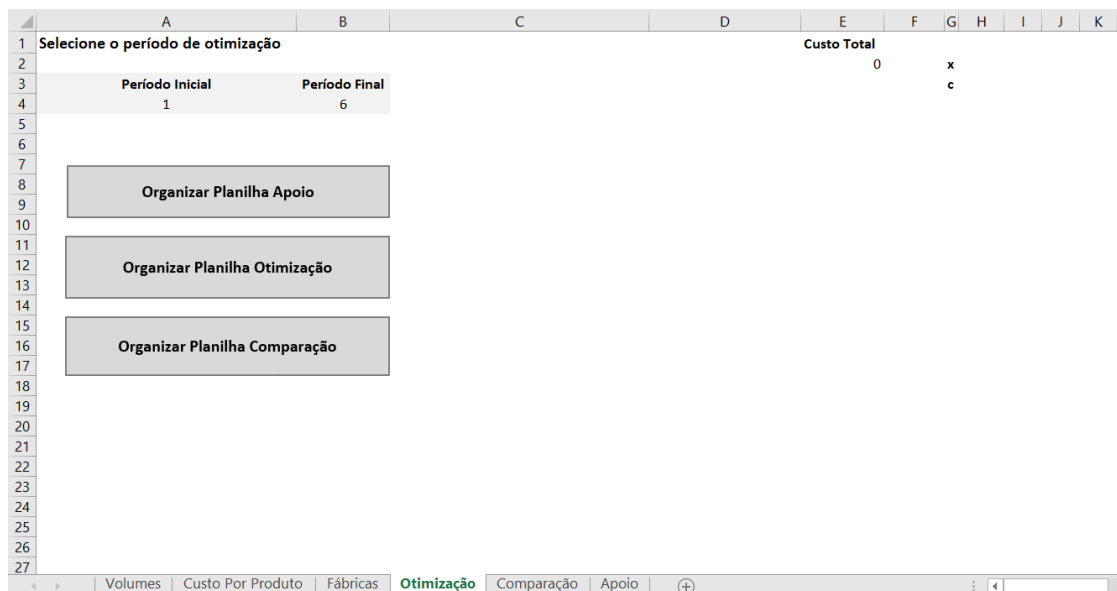 A B C D E F G H I J K
1 Selecione o período de otimização Custo Total
2 0 x
3 Período Inicial Período Final c
4 1 6
5
6
7
8 Organizar Planilha Apoio
9
10
11
12 Organizar Planilha Otimização
13
14
15
16 Organizar Planilha Comparação
17
18
19
20
21
22
23
24
25
26
27
Volumes Custo Por Produto Fábricas Otimização Comparação Apoio